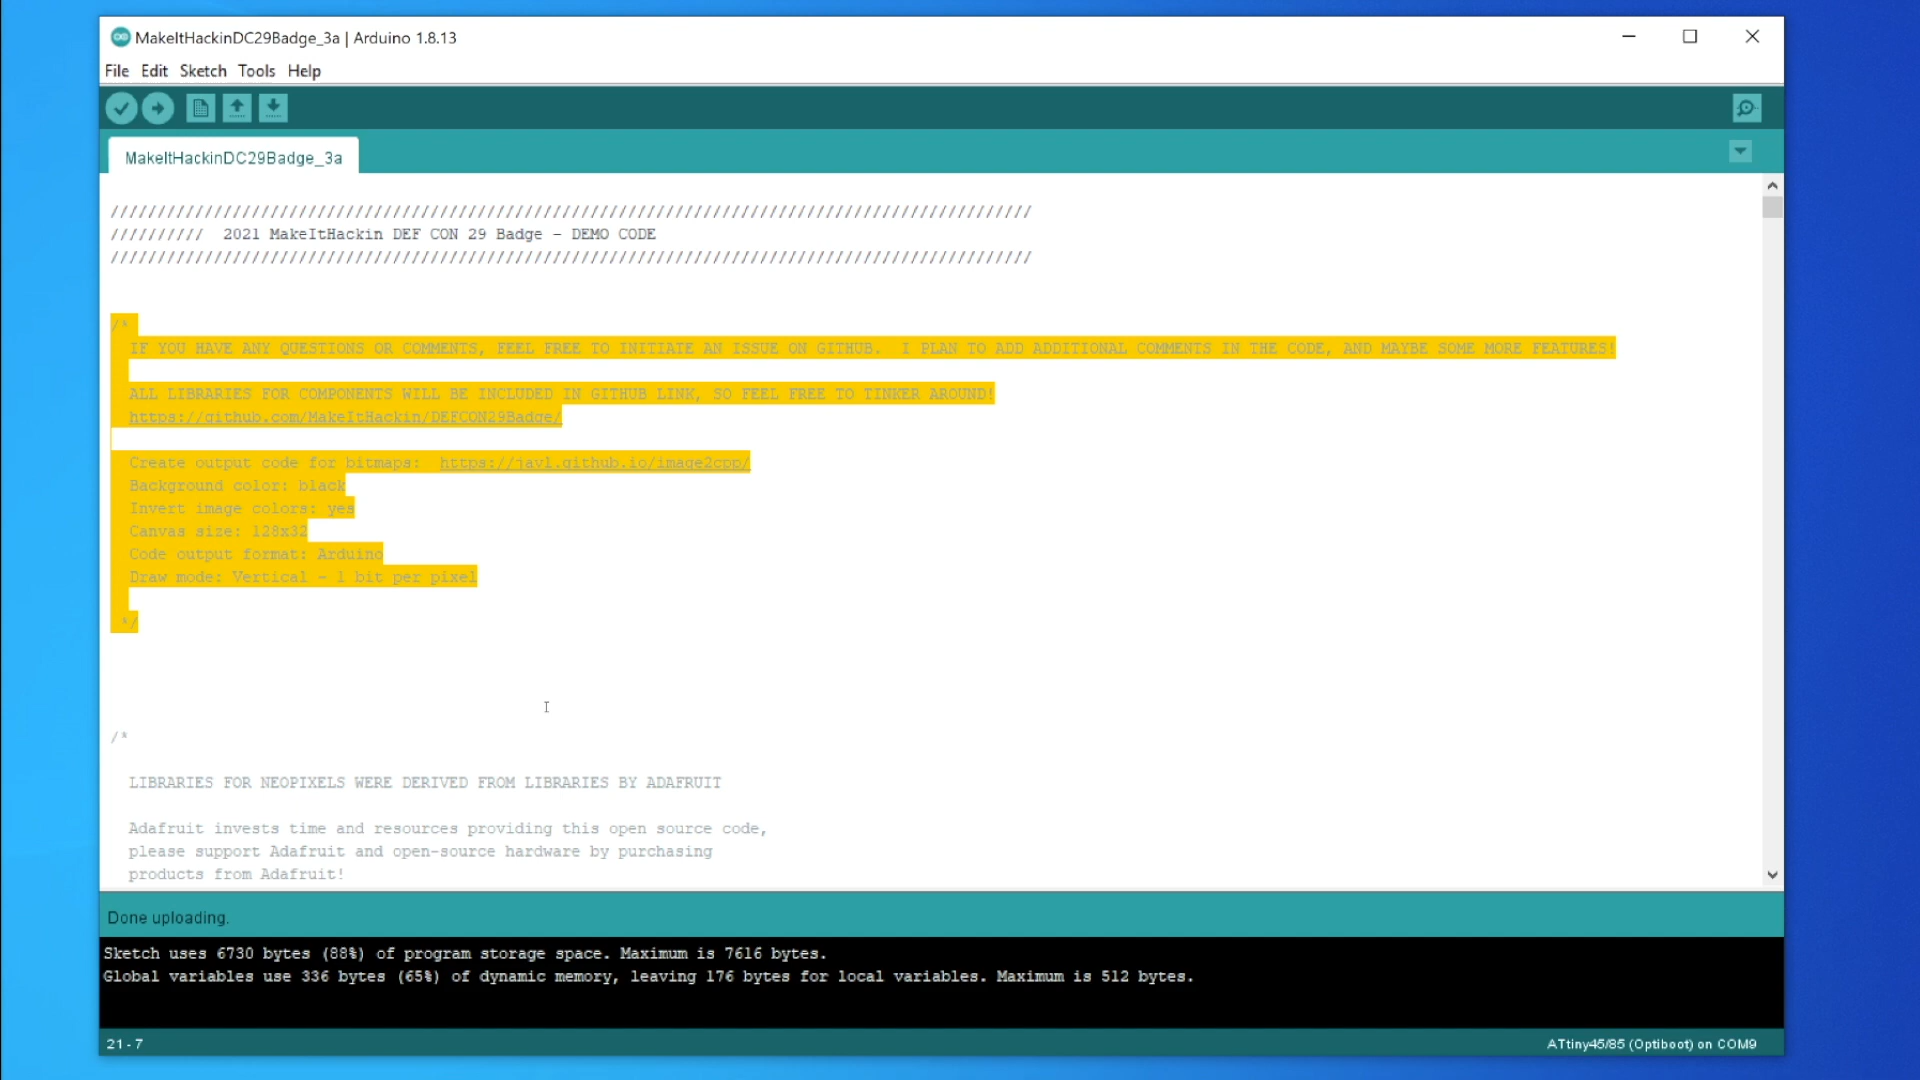 MakeItHackinDC29Badge_3a | Arduino 1.8.13
File Edit Sketch Tools Help
MakeItHackinDC29Badge_3a
//////////////////////////////////////////////////////////////////////////////////////////////////
////////// 2021 MakeItHackin DEF CON 29 Badge - DEMO CODE
//////////////////////////////////////////////////////////////////////////////////////////////////
/*
IF YOU HAVE ANY QUESTIONS OR COMMENTS, FEEL FREE TO INITIATE AN ISSUE ON GITHUB. I PLAN TO ADD ADDITIONAL COMMENTS IN THE CODE, AND MAYBE SOME MORE FEATURES!
ALL LIBRARIES FOR COMPONENTS WILL BE INCLUDED IN GITHUB LINK, SO FEEL FREE TO TINKER AROUND!
https://github.com/MakeItHackin/DEFCON29Badge/
Create output code for bitmaps: https://javl.github.io/image2cpp/
Background color: black
Invert image colors: yes
Canvas size: 128x32
Code output format: Arduino
Draw mode: Vertical - 1 bit per pixel
*/
/*
LIBRARIES FOR NEOPIXELS WERE DERIVED FROM LIBRARIES BY ADAFRUIT
Adafruit invests time and resources providing this open source code,
please support Adafruit and open-source hardware by purchasing
products from Adafruit!
Done uploading.
Sketch uses 6730 bytes (88%) of program storage space. Maximum is 7616 bytes.
Global variables use 336 bytes (65%) of dynamic memory, leaving 176 bytes for local variables. Maximum is 512 bytes.
21 - 7
ATtiny45/85 (Optiboot) on COM9